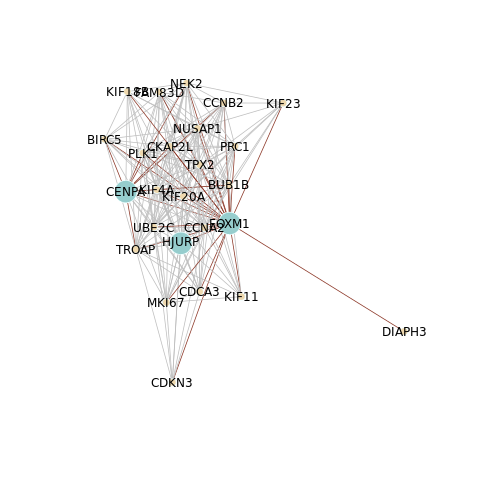 NEK2
KIF18B
FAM83D
CCNB2
KIF23
NUSAP1
BIRC5
CKAP2L
PRC1
PLK1
TPX2
BUB1B
CENPA
KIF4A
KIF20A
FOXM1
UBE2C
CCNA2
HJURP
TROAP
CDCA3
KIF11
MKI67
DIAPH3
CDKN3